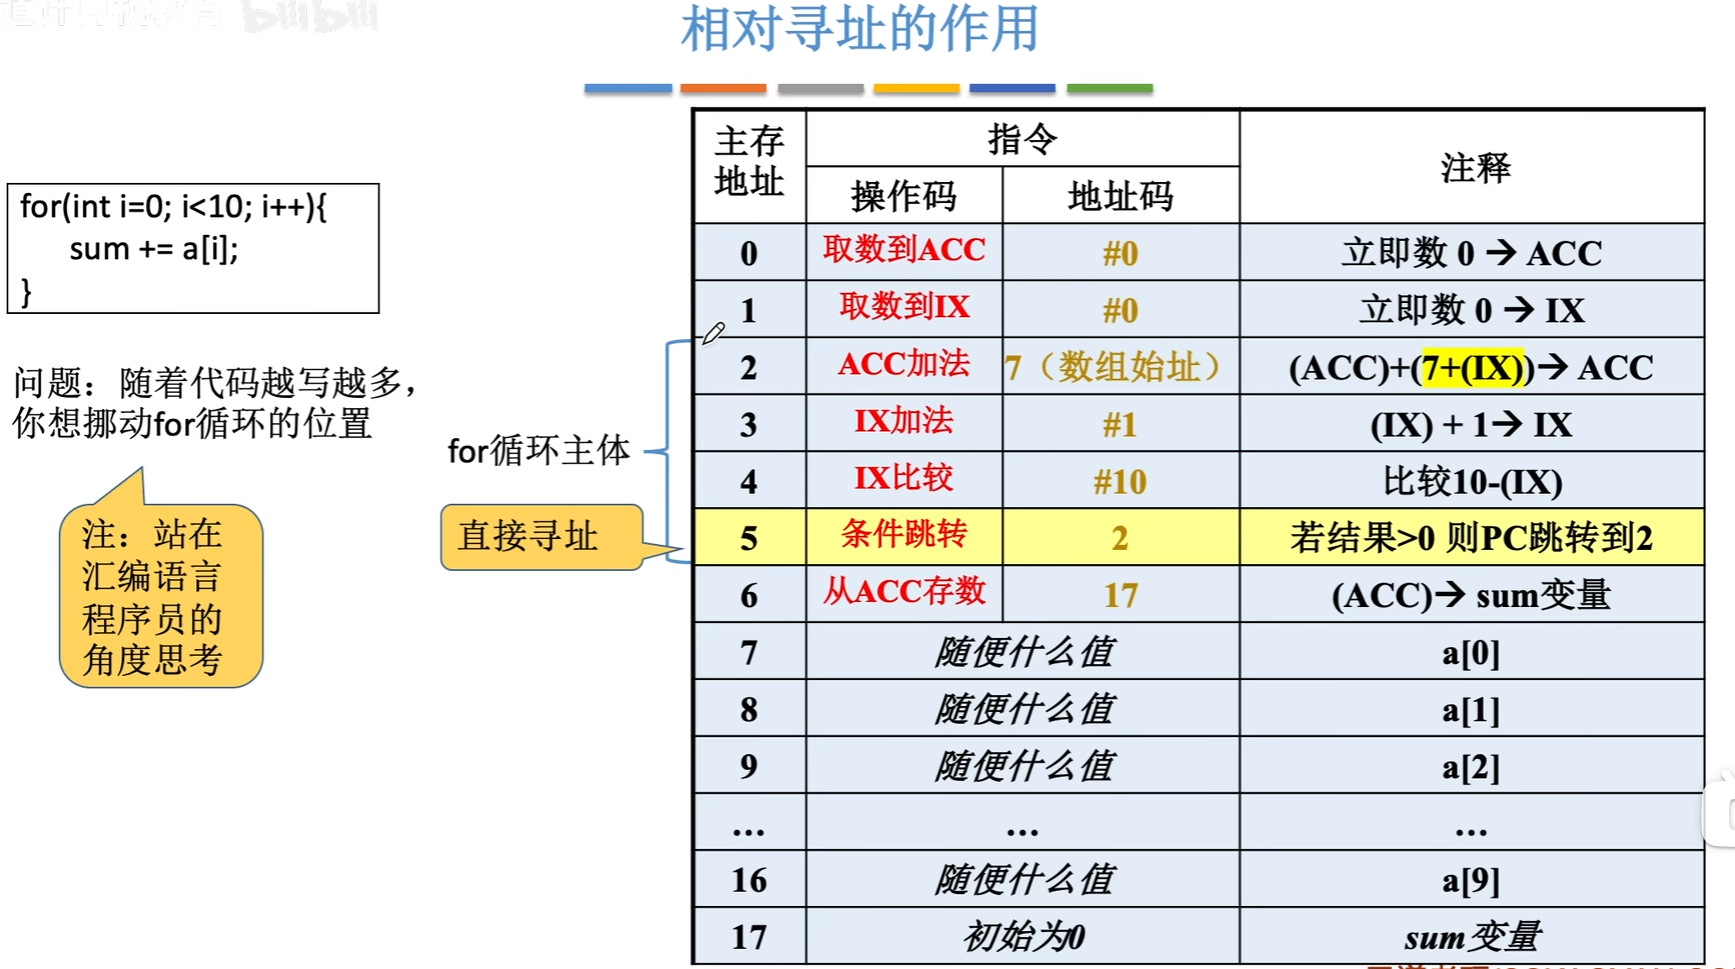 bilibili
相对寻址的作用
for(int i=0; i<10; i++){
sum += a[i];
}
问题：随着代码越写越多，
你想挪动for循环的位置
注：站在
汇编语言
程序员的
角度思考
for循环主体
直接寻址
主存地址 指令 注释
操作码 地址码
0 取数到ACC #0 立即数 0 → ACC
1 取数到IX #0 立即数 0 → IX
2 ACC加法 7（数组始址） (ACC)+(7+(IX))→ ACC
3 IX加法 #1 (IX) + 1→ IX
4 IX比较 #10 比较10-(IX)
5 条件跳转 2 若结果>0 则PC跳转到2
6 从ACC存数 17 (ACC)→ sum变量
7 随便什么值 a[0]
8 随便什么值 a[1]
9 随便什么值 a[2]
... ... ...
16 随便什么值 a[9]
17 初始为0 sum变量